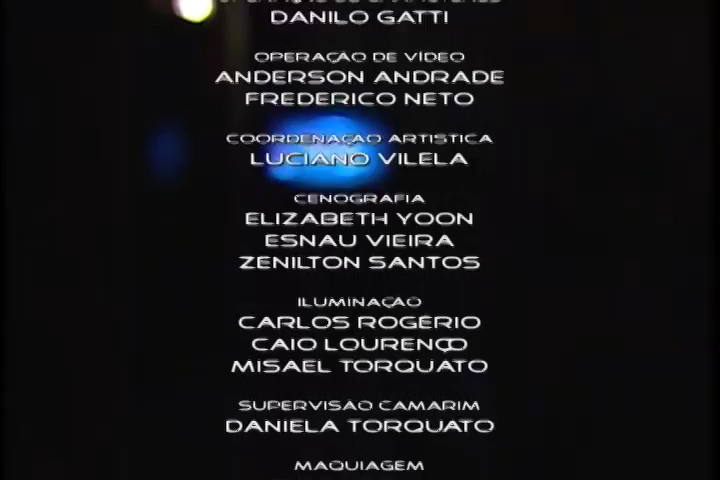 DANILO GATTI
OPERAÇÃO DE VÍDEO
ANDERSON ANDRADE
FREDERICO NETO
COORDENAÇÃO ARTISTICA
LUCIANO VILELA
CENOGRAFIA
ELIZABETH YOON
ESNAU VIEIRA
ZENILTON SANTOS
ILUMINAÇÃO
CARLOS ROGÉRIO
CAIO LOURENÇO
MISAEL TORQUATO
SUPERVISÃO CAMARIM
DANIELA TORQUATO
MAQUIAGEM